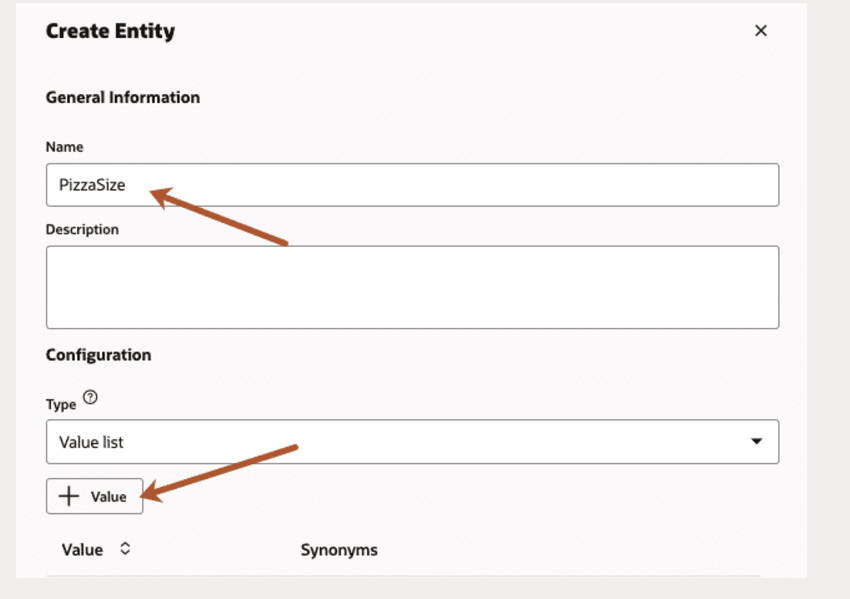 Create Entity
General Information
Name
PizzaSize
Description
Configuration
Type
Value list
Value
Value Synonyms